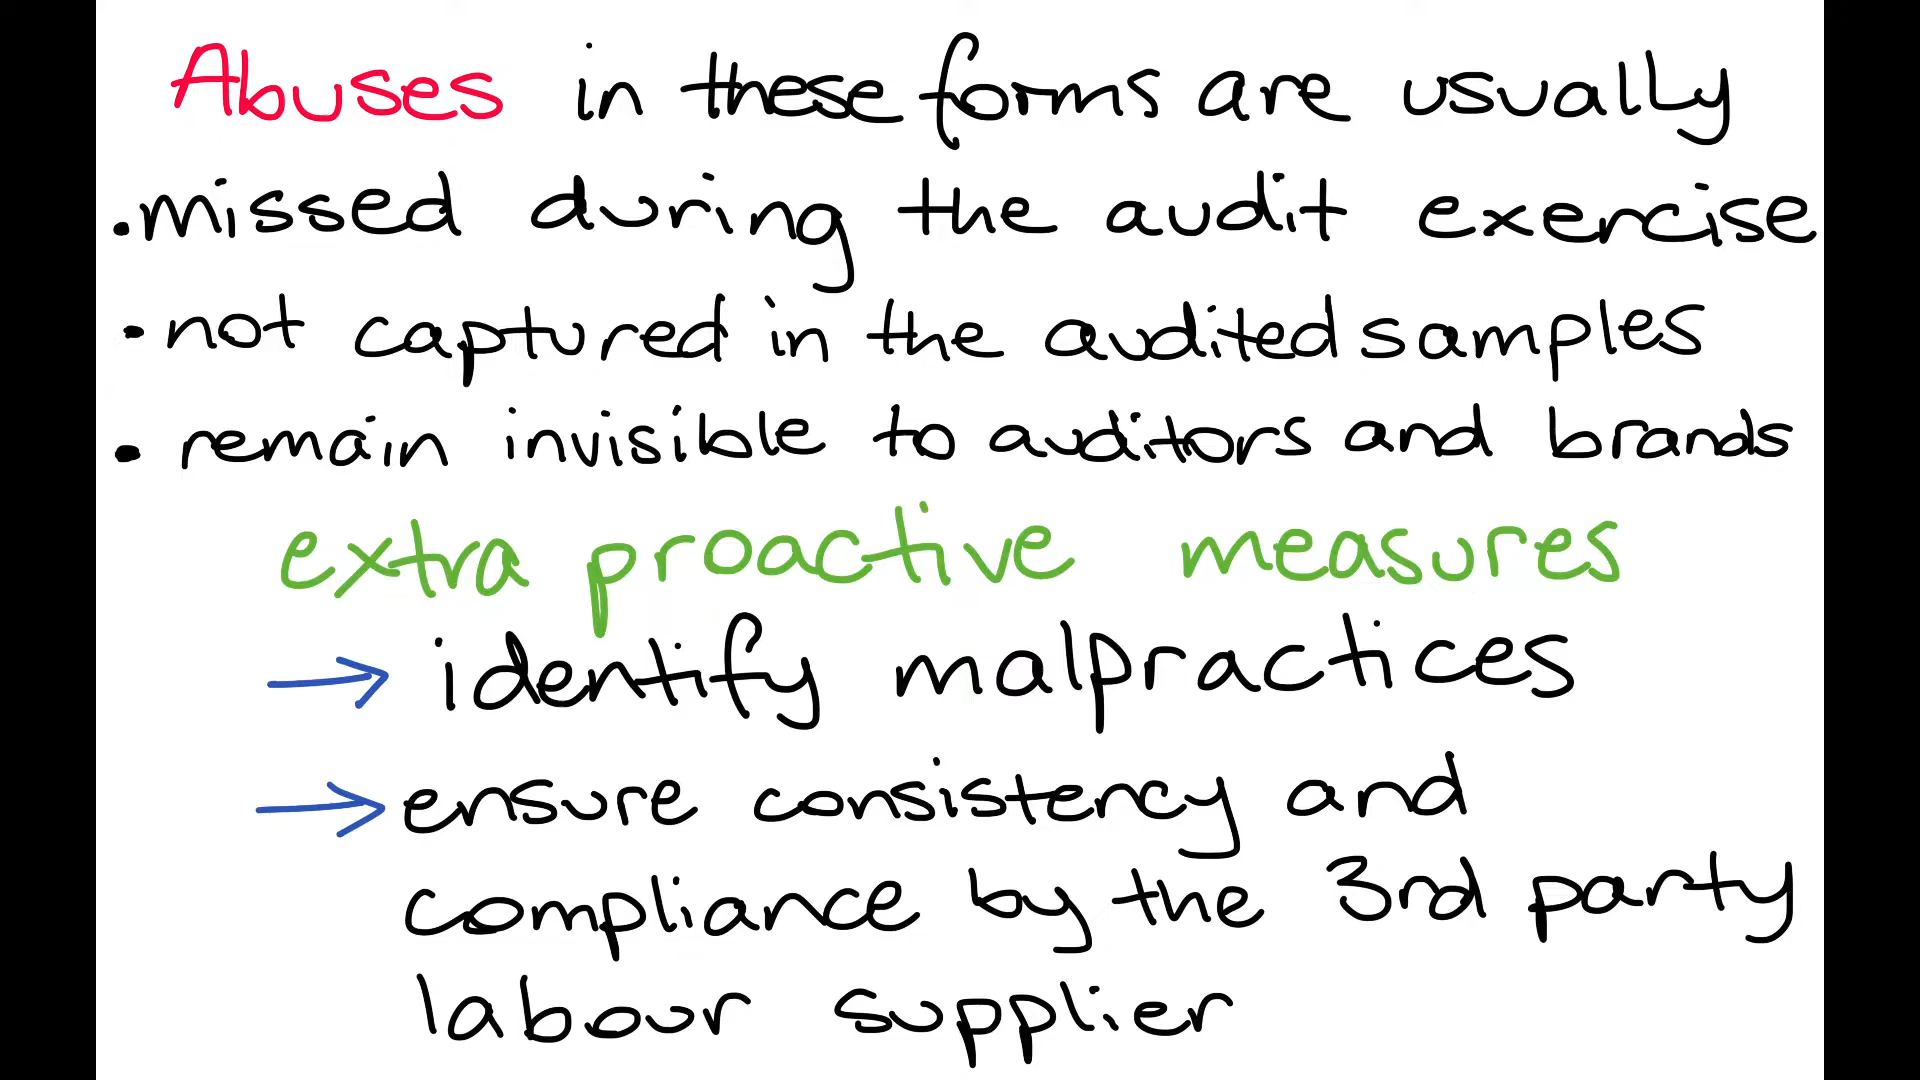 Abuses in these forms are usually
• missed during the audit exercise
• not captured in the audited samples
• remain invisible to auditors and brands
extra proactive measures
→ identify malpractices
→ ensure consistency and
compliance by the 3rd party
labour supplier